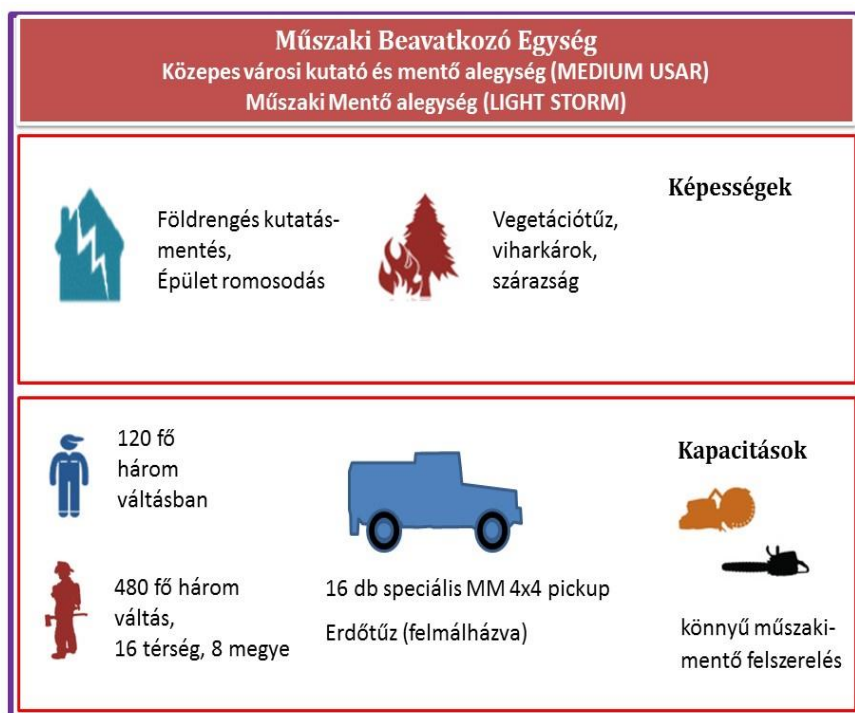 Műszaki Beavatkozó Egység
Közepes városi kutató és mentő alegység (MEDIUM USAR)
Műszaki Mentő alegység (LIGHT STORM)
Képességek
Földrengés kutatás-
mentés,
Épület romosodás
Vegetációtűz,
viharkárok,
szárazság
Kapacitások
120 fő
három
váltásban
480 fő három
váltás,
16 térség, 8 megye
16 db speciális MM 4x4 pickup
Erdőtűz (felmálházva)
könnyű műszaki-
mentő felszerelés